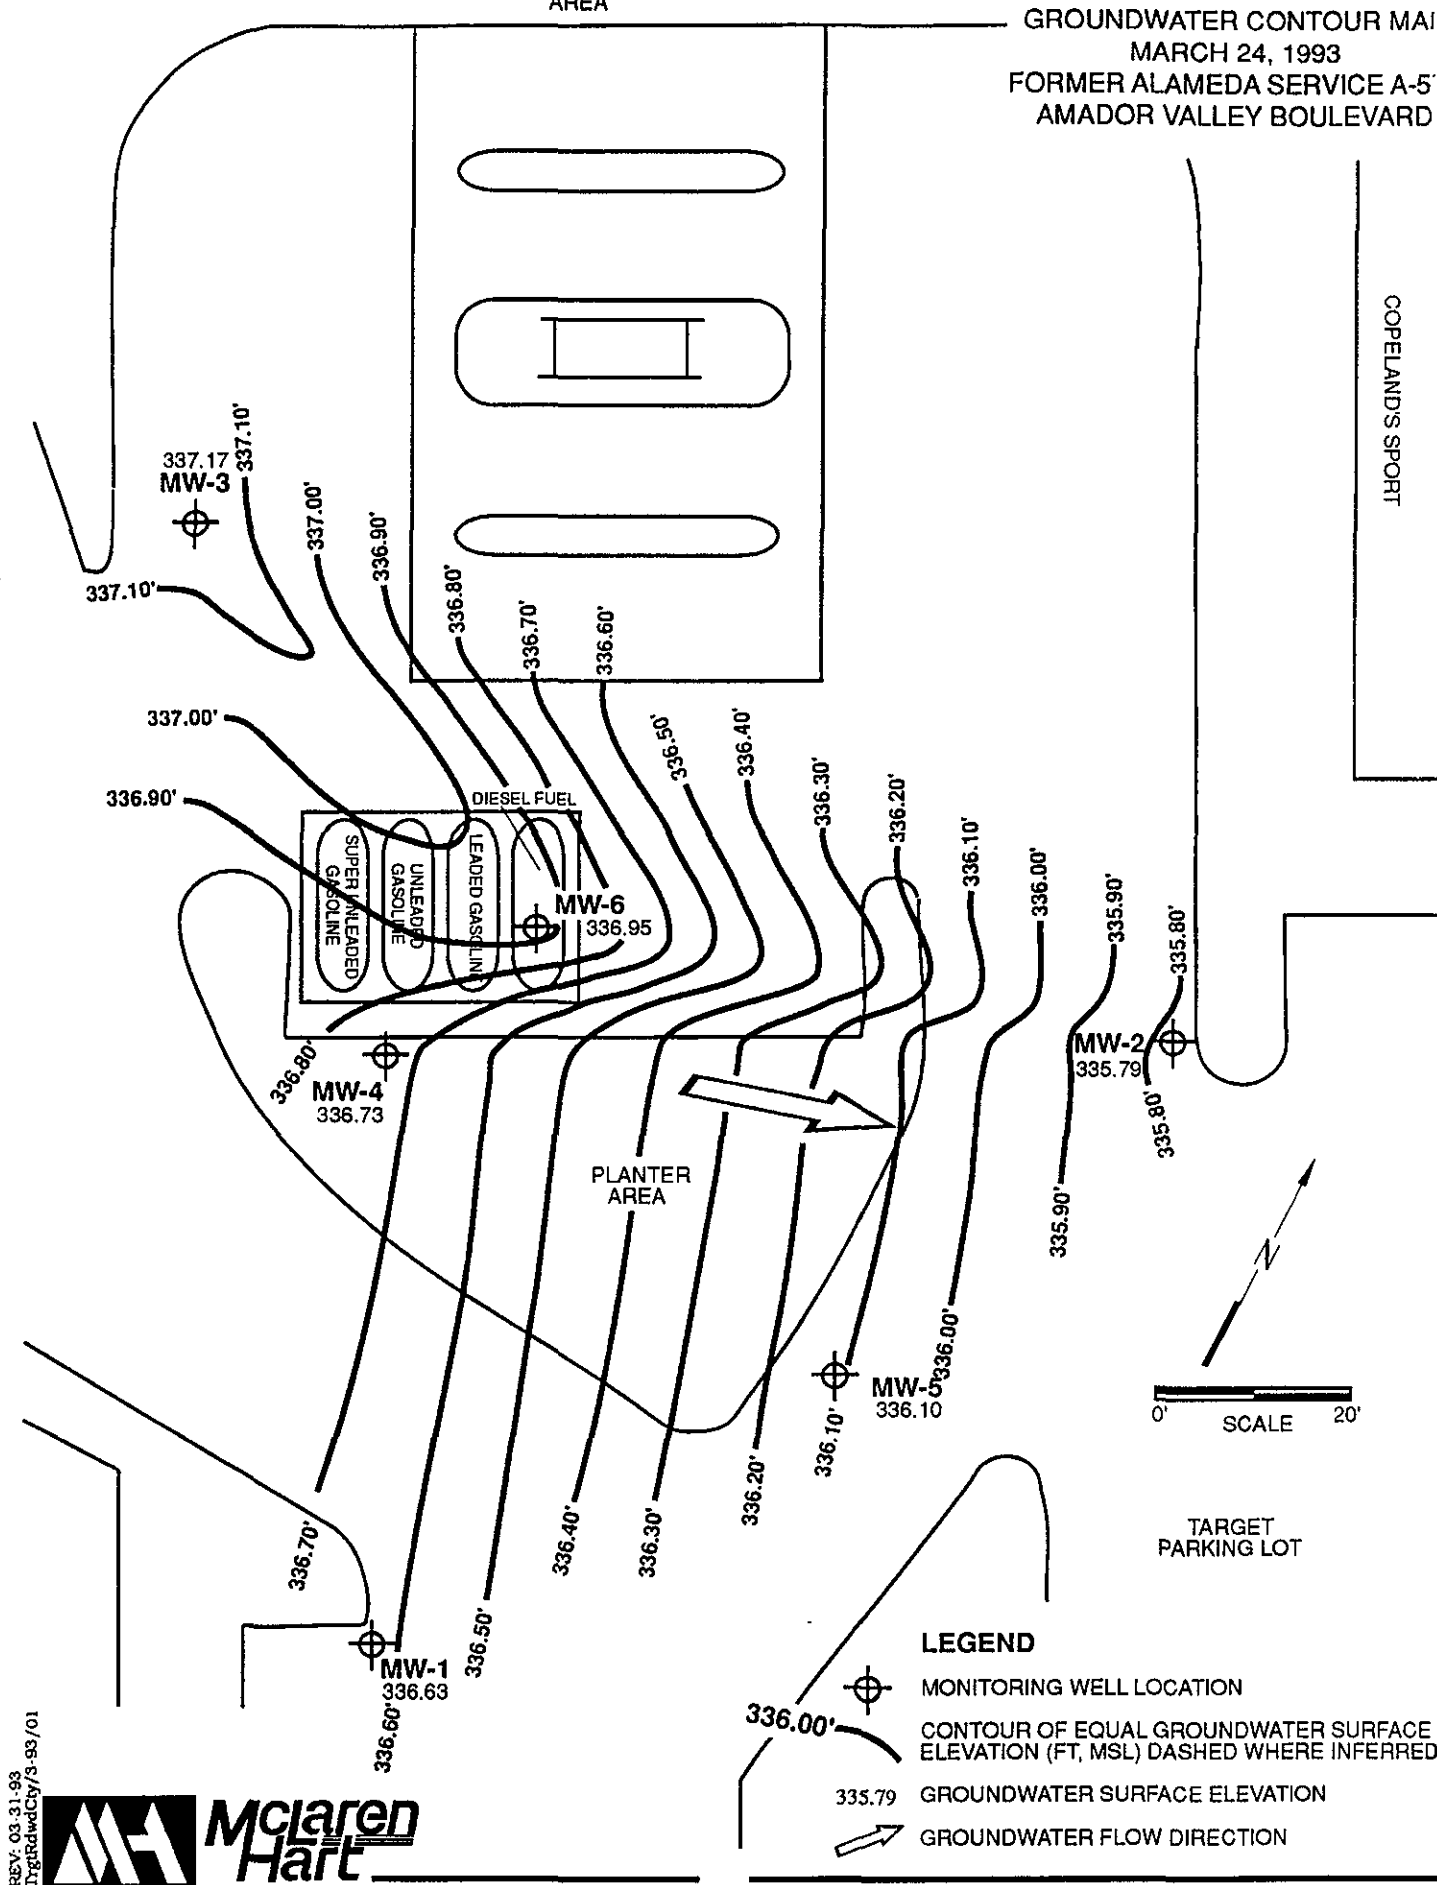 AREA
GROUNDWATER CONTOUR MA
MARCH 24, 1993
FORMER ALAMEDA SERVICE A-5
AMADOR VALLEY BOULEVARD
COPELAND'S SPORT
337.17
MW-3
337.10'
337.10'
337.00'
336.90'
336.80'
336.70'
336.60'
336.50'
336.40'
336.30'
336.20'
336.10'
336.00'
335.90'
335.80'
337.00'
336.90'
DIESEL FUEL
SUPER UNLEADED
GASOLINE
UNLEADED
GASOLINE
LEADED GASOLINE
MW-6
336.95
336.80'
MW-4
336.73
MW-2
335.79
335.80'
335.90'
PLANTER
AREA
N
336.00'
MW-5
336.10
336.10'
336.20'
336.30'
336.40'
336.50'
336.70'
MW-1
336.63
336.60'
0'
SCALE
20'
TARGET
PARKING LOT
LEGEND
MONITORING WELL LOCATION
336.00'
CONTOUR OF EQUAL GROUNDWATER SURFACE
ELEVATION (FT, MSL) DASHED WHERE INFERRED
335.79 GROUNDWATER SURFACE ELEVATION
GROUNDWATER FLOW DIRECTION
REV: 03-31-93
TrgtRdwdCty/3-93/01
McLaren
Hart